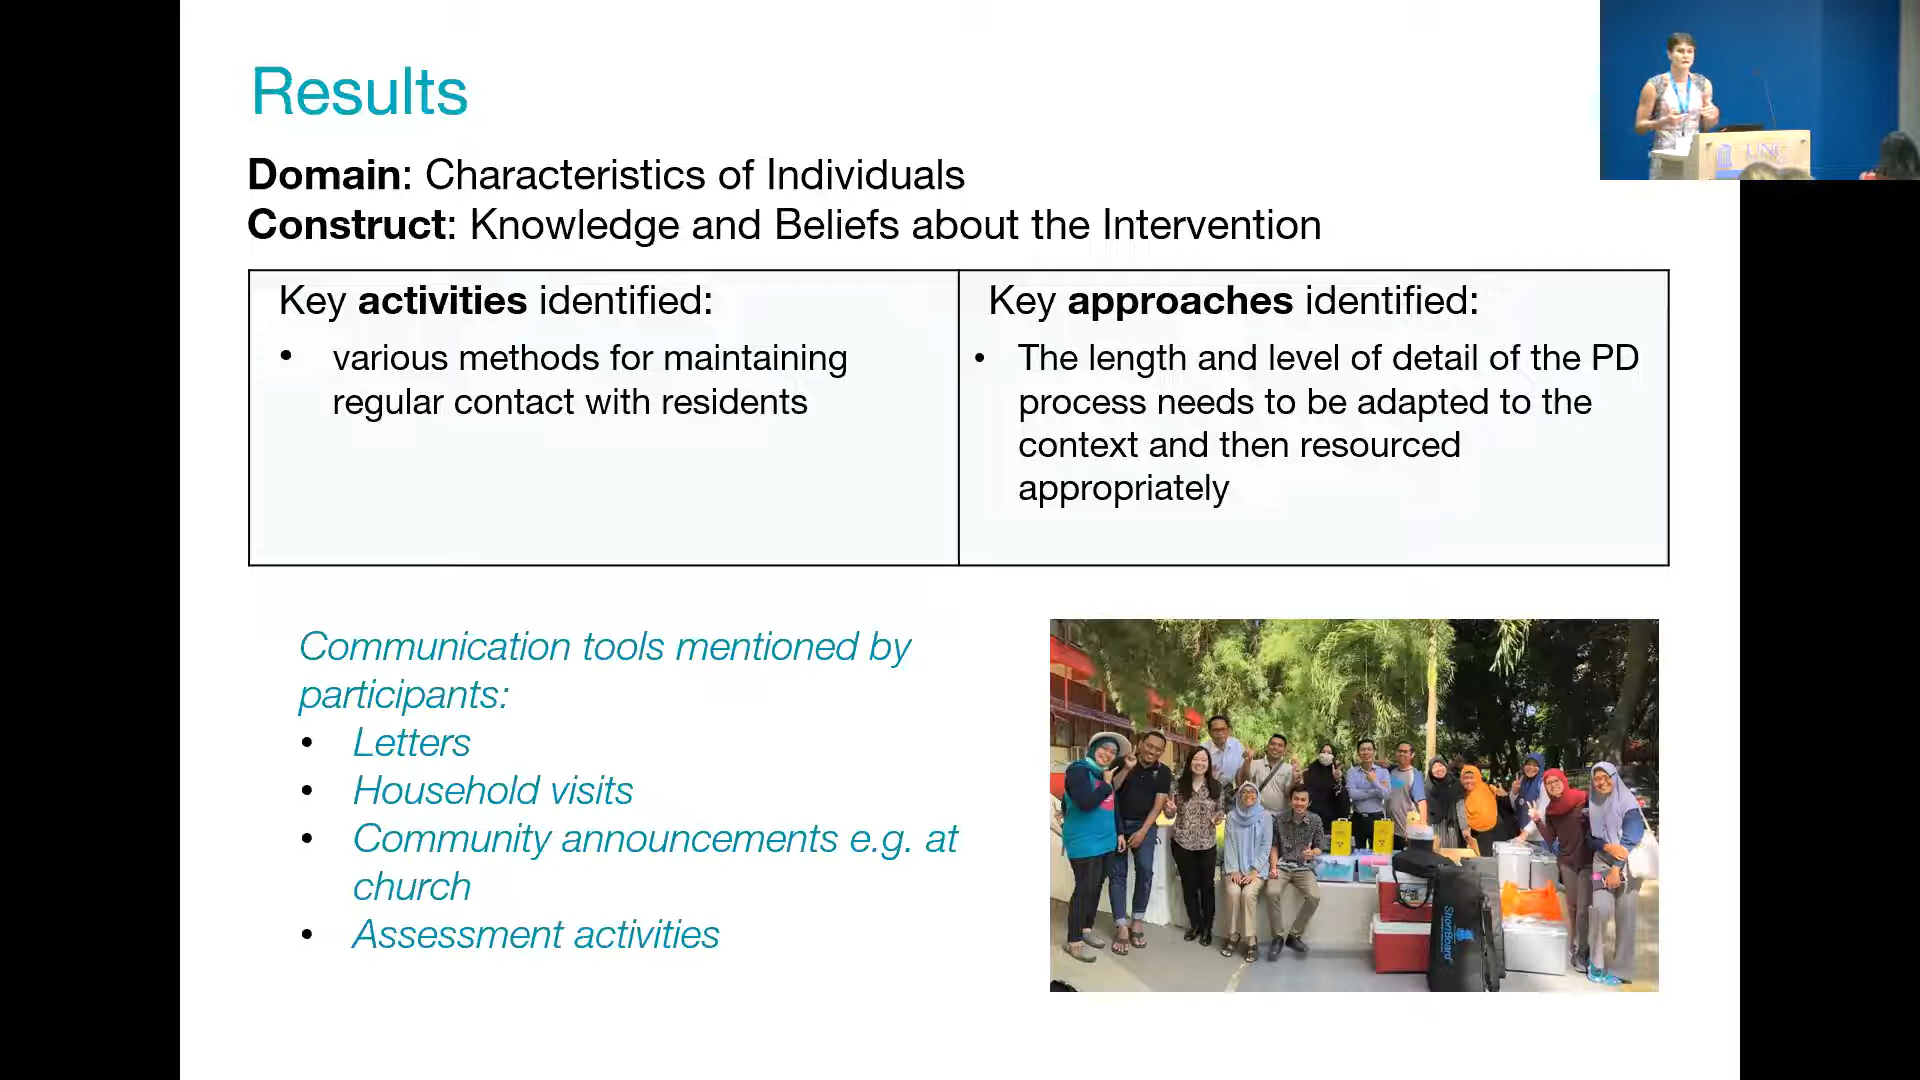 Results
Domain: Characteristics of Individuals
Construct: Knowledge and Beliefs about the Intervention
Key activities identified:
• various methods for maintaining
regular contact with residents
Key approaches identified:
• The length and level of detail of the PD
process needs to be adapted to the
context and then resourced
appropriately
Communication tools mentioned by
participants:
• Letters
• Household visits
• Community announcements e.g. at
church
• Assessment activities
UNC
ShoreBoard